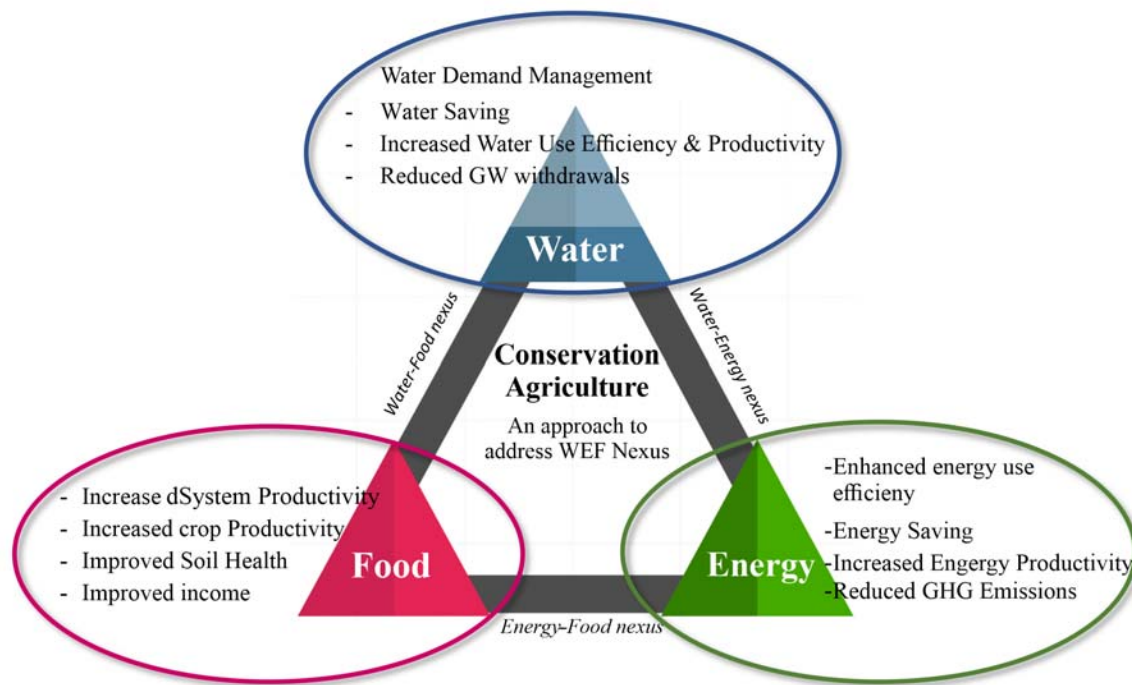 Water Demand Management
- Water Saving
- Increased Water Use Efficiency & Productivity
- Reduced GW withdrawals
Water
Water-Food nexus
Water-Energy nexus
Conservation
Agriculture
An approach to
address WEF Nexus
- Increase dSystem Productivity
- Increased crop Productivity
- Improved Soil Health
- Improved income
Food
-Enhanced energy use
efficieny
-Energy Saving
-Increased Engergy Productivity
-Reduced GHG Emissions
Energy
Energy-Food nexus